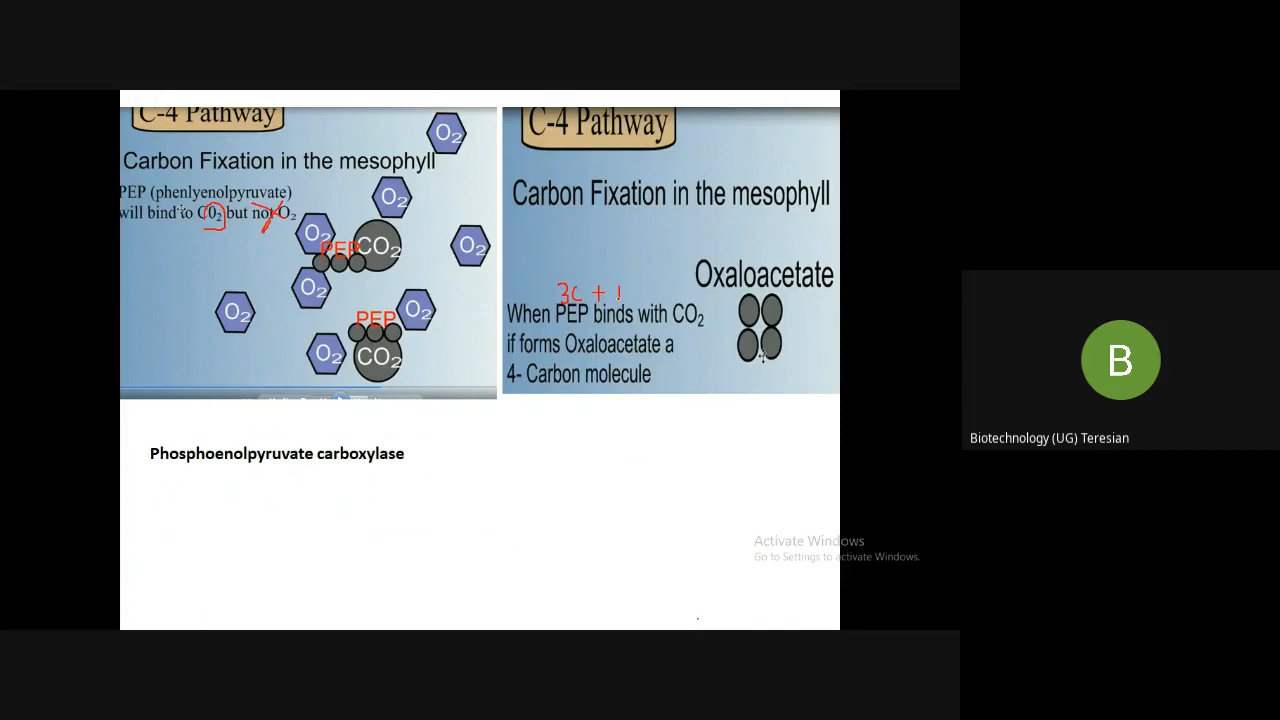 C-4 Pathway
Carbon Fixation in the mesophyll
PEP (phenlyenolpyruvate)
will bind to C0₂ but not O₂
O₂
O₂
O₂
O₂
PEP
CO₂
O₂
O₂
O₂
PEP
O₂
CO₂
C-4 Pathway
Carbon Fixation in the mesophyll
Oxaloacetate
3C + 1
When PEP binds with CO₂
if forms Oxaloacetate a
4- Carbon molecule
Phosphoenolpyruvate carboxylase
Activate Windows
Go to Settings to activate Windows.
B
Biotechnology (UG) Teresian